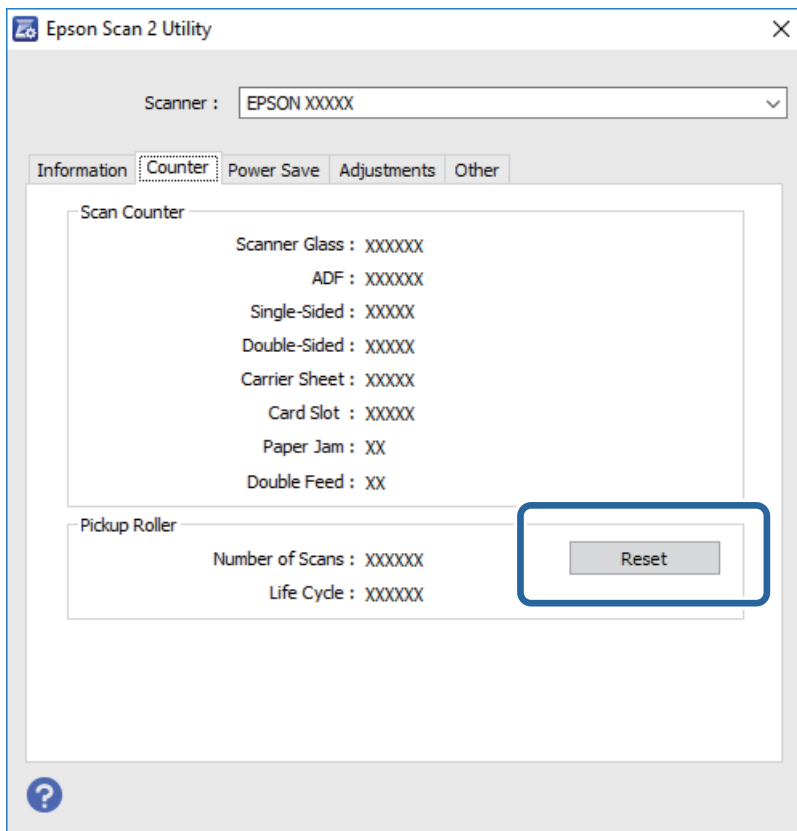 Epson Scan 2 Utility
Scanner : EPSON XXXXX
Information Counter Power Save Adjustments Other
Scan Counter
Scanner Glass : XXXXXX
ADF : XXXXXX
Single-Sided : XXXXX
Double-Sided : XXXXX
Carrier Sheet : XXXXX
Card Slot : XXXXX
Paper Jam : XX
Double Feed : XX
Pickup Roller
Number of Scans : XXXXXX Reset
Life Cycle : XXXXXX
?